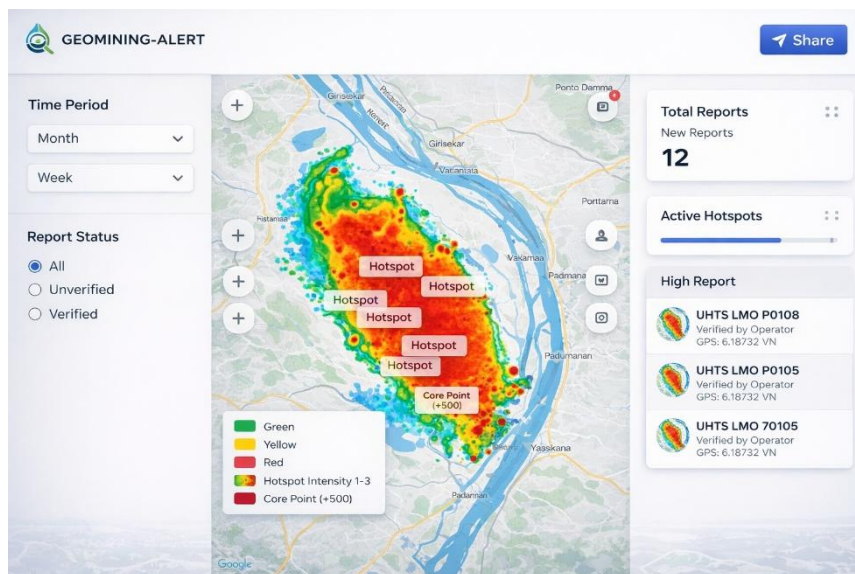 GEOMINING-ALERT
Share
Time Period
Month
Week
Report Status
All
Unverified
Verified
Ponto Damma
Girisekar
Girlsekar
Vanantata
Porttama
Vakamaa
Padmana
Padumanan
Yasskana
Padannan
Hotspot
Hotspot
Hotspot
Hotspot
Hotspot
Hotspot
Core Point
(+500)
Green
Yellow
Red
Hotspot Intensity 1-3
Core Point (+500)
Google
Total Reports
New Reports
12
Active Hotspots
High Report
UHTS LMO P0108
Verified by Operator
GPS: 6.18732 VN
UHTS LMO P0105
Verified by Operator
GPS: 6.18732 VN
UHTS LMO 70105
Verified by Operator
GPS: 6.18732 VN